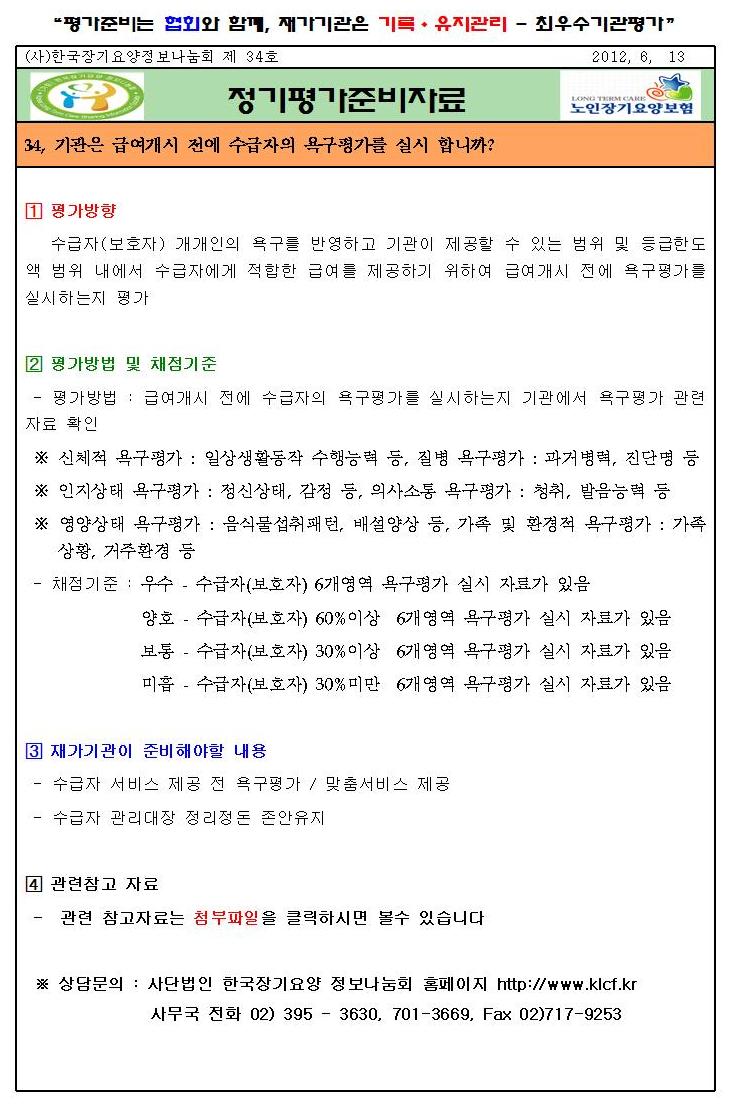 “평가준비는 협회와 함께, 재가기관은 기록·유지관리 - 최우수기관평가”
(사)한국장기요양정보나눔회 제 34호 2012, 6, 13
정기평가준비자료
LONG TERM CARE
노인장기요양보험
34, 기관은 급여개시 전에 수급자의 욕구평가를 실시 합니까?
1 평가방향
수급자(보호자) 개개인의 욕구를 반영하고 기관이 제공할 수 있는 범위 및 등급한도
액 범위 내에서 수급자에게 적합한 급여를 제공하기 위하여 급여개시 전에 욕구평가를
실시하는지 평가
2 평가방법 및 채점기준
- 평가방법 : 급여개시 전에 수급자의 욕구평가를 실시하는지 기관에서 욕구평가 관련
자료 확인
※ 신체적 욕구평가 : 일상생활동작 수행능력 등, 질병 욕구평가 : 과거병력, 진단명 등
※ 인지상태 욕구평가 : 정신상태, 감정 등, 의사소통 욕구평가 : 청취, 발음능력 등
※ 영양상태 욕구평가 : 음식물섭취패턴, 배설양상 등, 가족 및 환경적 욕구평가 : 가족
상황, 거주환경 등
- 채점기준 : 우수 - 수급자(보호자) 6개영역 욕구평가 실시 자료가 있음
양호 - 수급자(보호자) 60%이상 6개영역 욕구평가 실시 자료가 있음
보통 - 수급자(보호자) 30%이상 6개영역 욕구평가 실시 자료가 있음
미흡 - 수급자(보호자) 30%미만 6개영역 욕구평가 실시 자료가 있음
3 재가기관이 준비해야할 내용
- 수급자 서비스 제공 전 욕구평가 / 맞춤서비스 제공
- 수급자 관리대장 정리정돈 존안유지
4 관련참고 자료
- 관련 참고자료는 첨부파일을 클릭하시면 볼수 있습니다
※ 상담문의 : 사단법인 한국장기요양 정보나눔회 홈페이지 http://www.klcf.kr
사무국 전화 02) 395 - 3630, 701-3669, Fax 02)717-9253